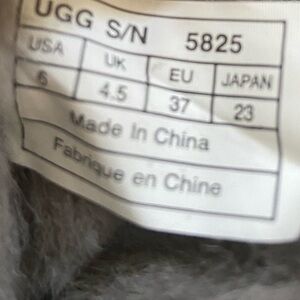 UGG S/N 5825
USA UK EU JAPAN
6 4.5 37 23
Made In China
Fabrique en Chine